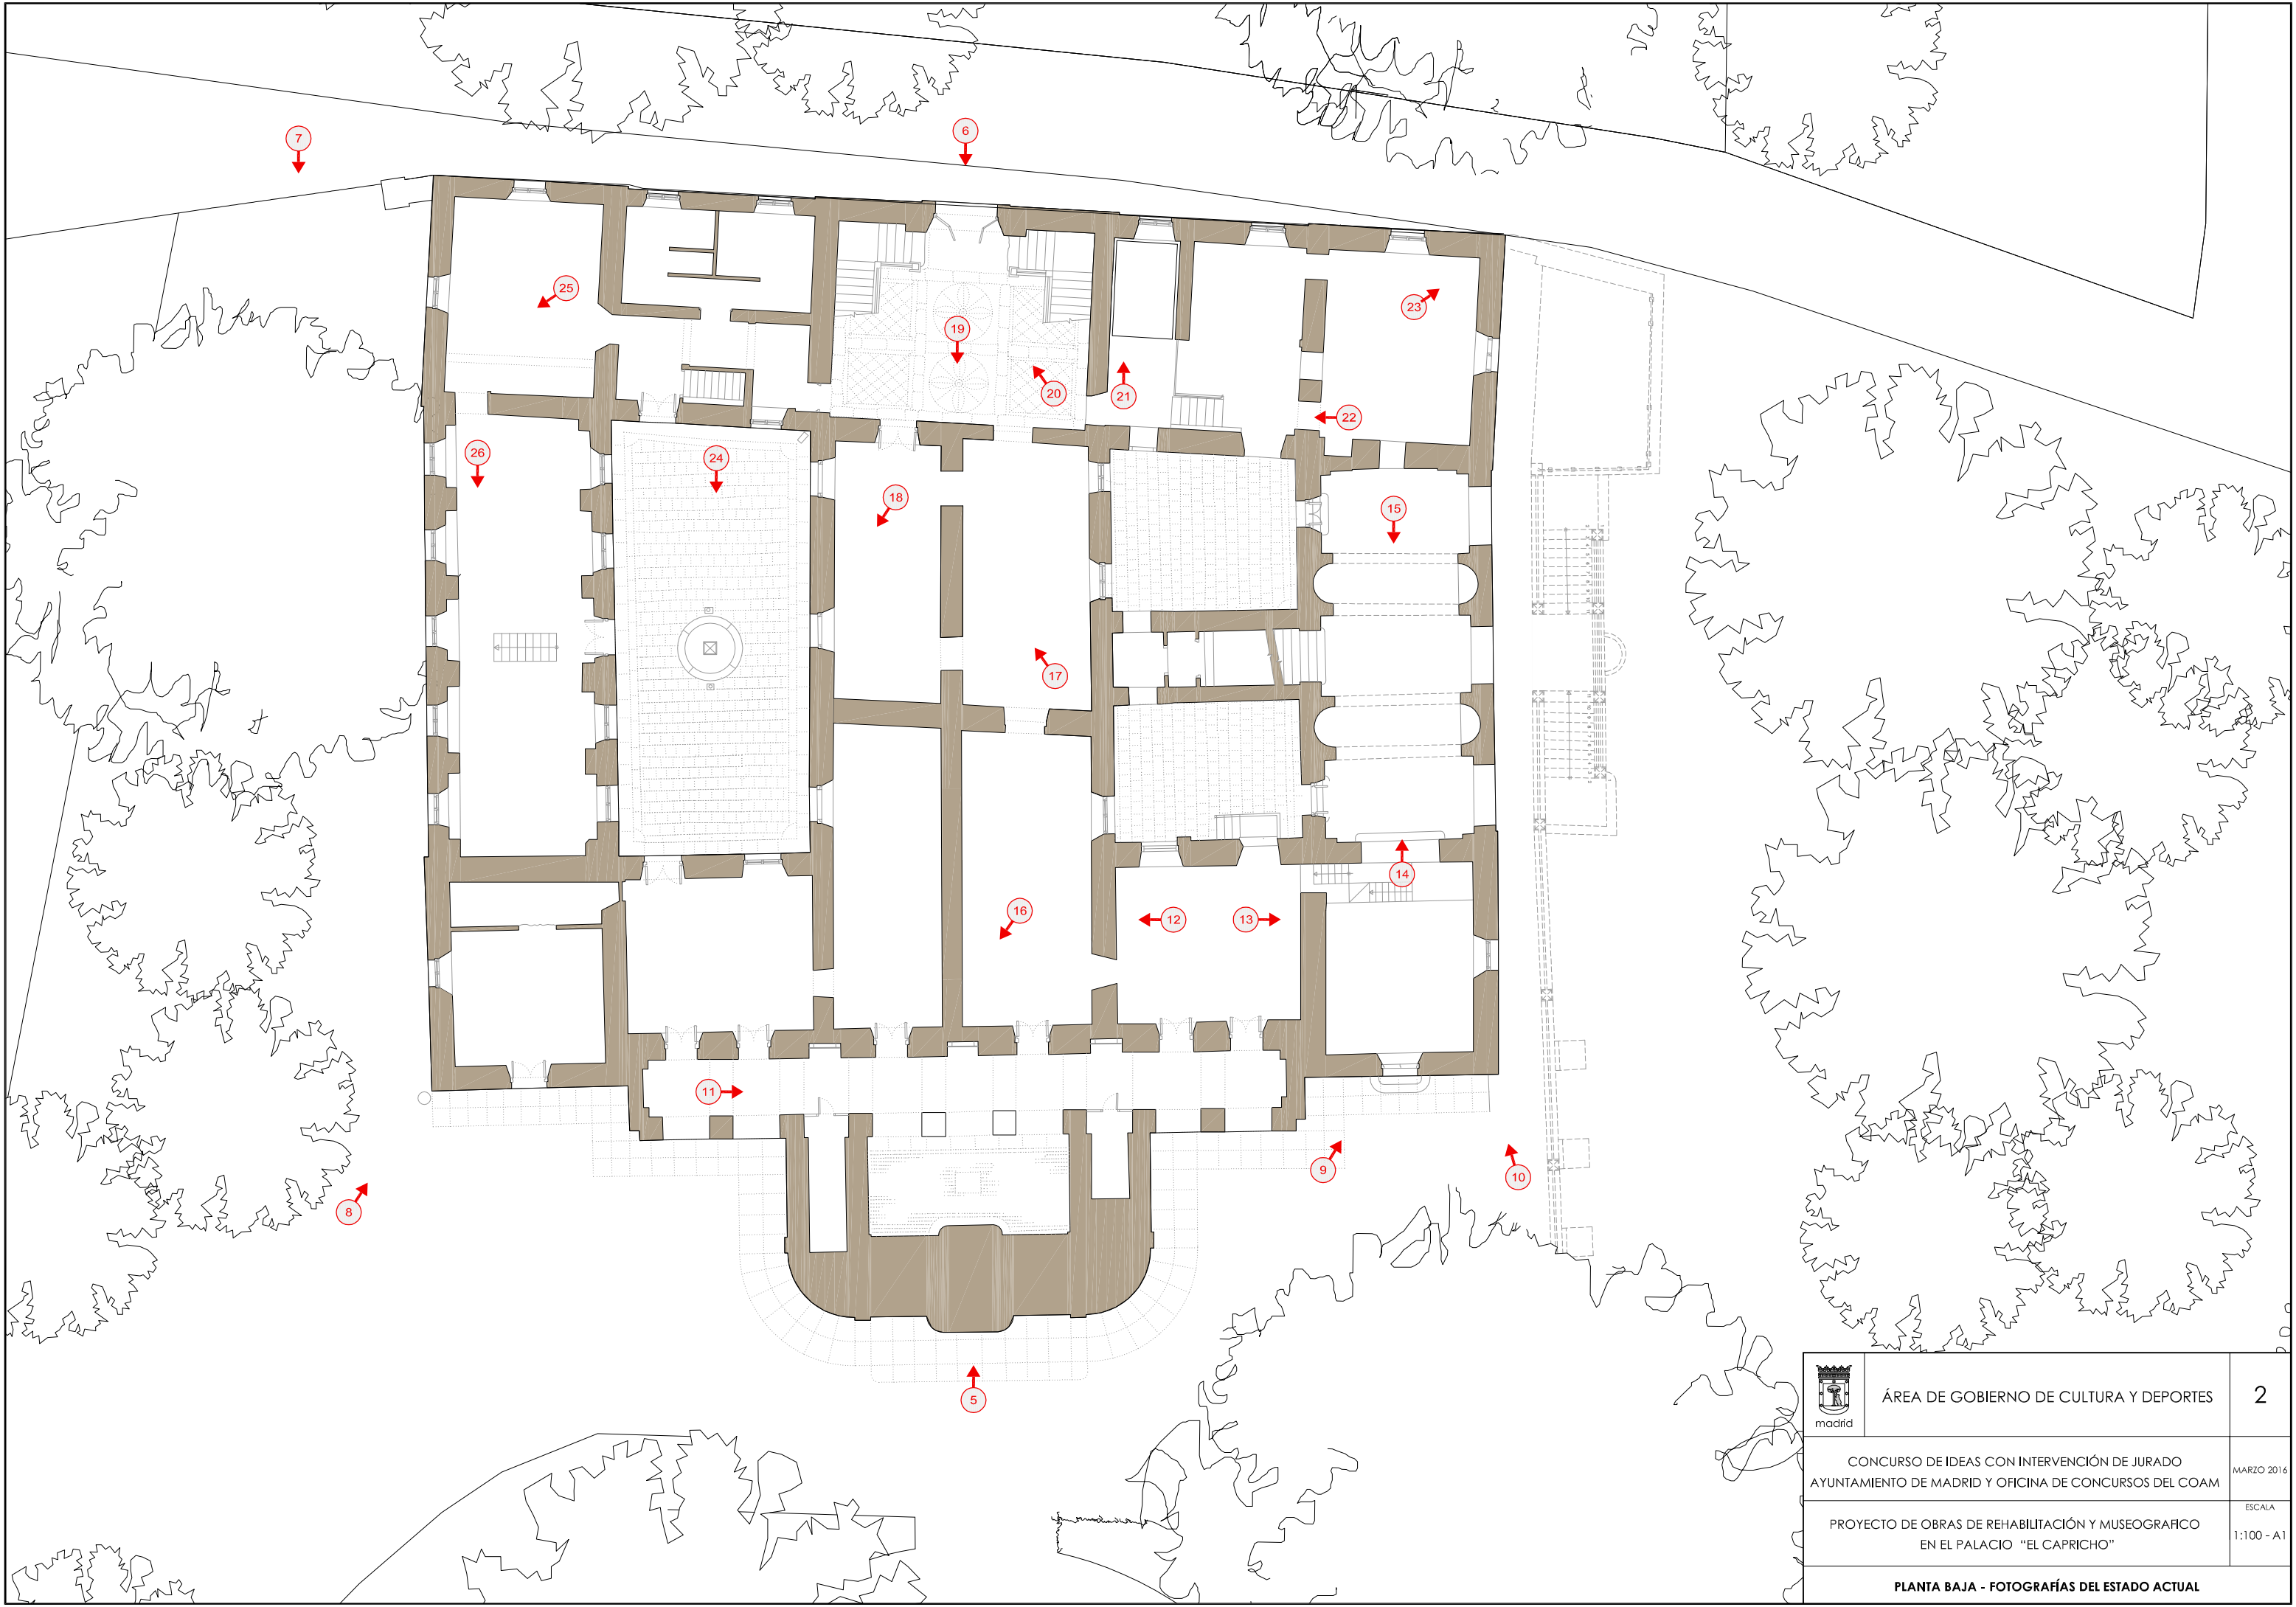 7
6
25
23
19
20
21
22
26
24
18
15
17
14
16
12
13
11
9
10
8
5
madrid
ÁREA DE GOBIERNO DE CULTURA Y DEPORTES
2
CONCURSO DE IDEAS CON INTERVENCIÓN DE JURADO
AYUNTAMIENTO DE MADRID Y OFICINA DE CONCURSOS DEL COAM
MARZO 2016
PROYECTO DE OBRAS DE REHABILITACIÓN Y MUSEOGRAFICO
EN EL PALACIO “EL CAPRICHO”
ESCALA
1:100 - A1
PLANTA BAJA - FOTOGRAFÍAS DEL ESTADO ACTUAL